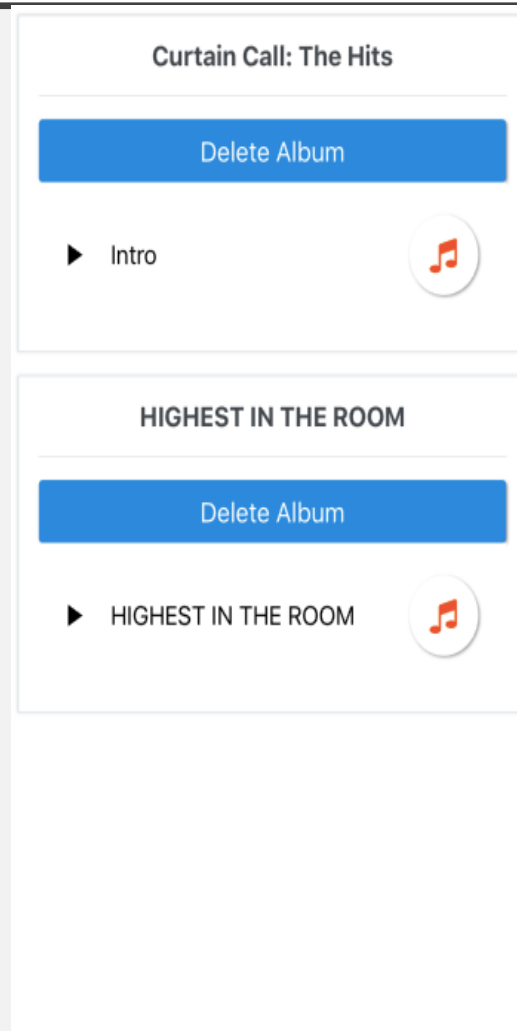 Curtain Call: The Hits
Delete Album
Intro
HIGHEST IN THE ROOM
Delete Album
HIGHEST IN THE ROOM